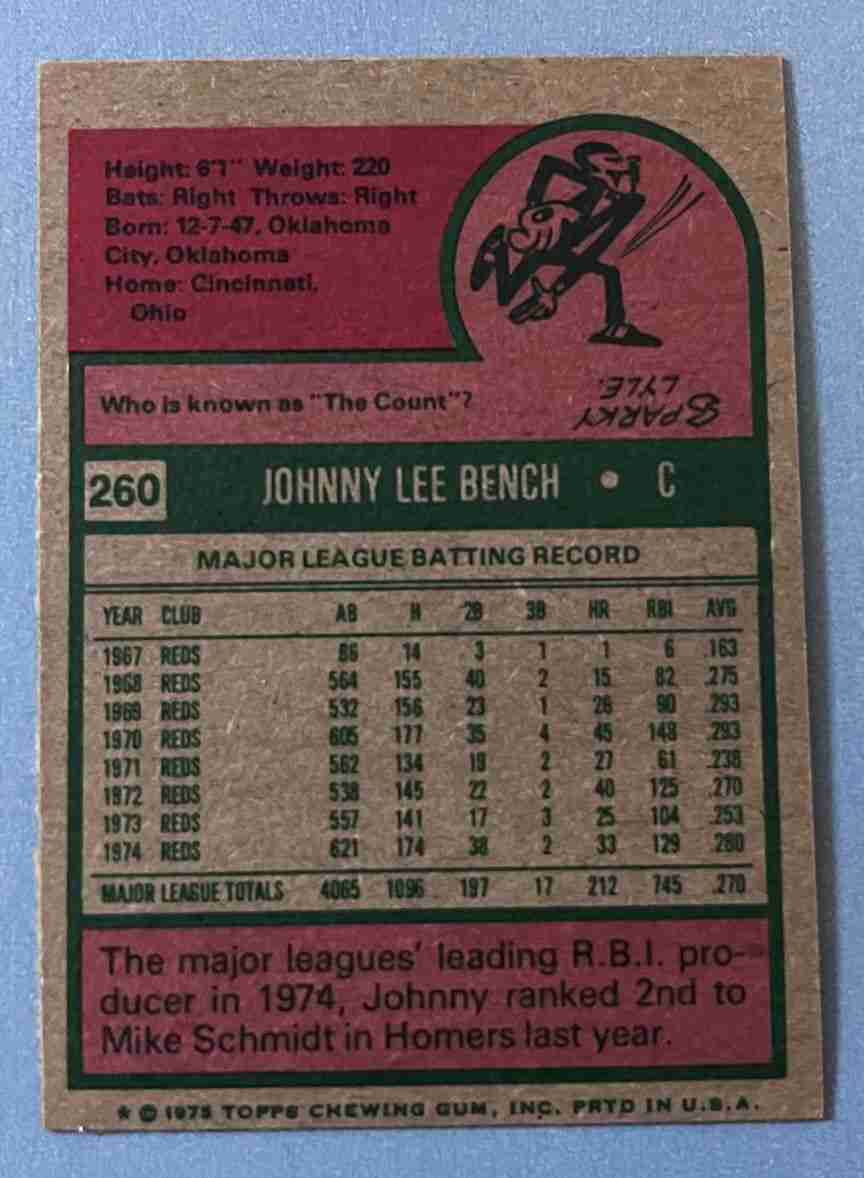 Height: 6'1" Weight: 220
Bats: Right Throws: Right
Born: 12-7-47, Oklahoma
City, Oklahoma
Home: Cincinnati,
Ohio
Who is known as "The Count"?
SPARKY
LYLE.
260 JOHNNY LEE BENCH • C
MAJOR LEAGUE BATTING RECORD
YEAR CLUB AB H 2B 3B HR RBI AVG
1967 REDS 86 14 3 1 1 6 .163
1968 REDS 564 155 40 2 15 82 .275
1969 REDS 532 156 23 1 26 90 .293
1970 REDS 605 177 35 4 45 148 .293
1971 REDS 562 134 19 2 27 61 .238
1972 REDS 538 145 22 2 40 125 .270
1973 REDS 557 141 17 3 25 104 .253
1974 REDS 621 174 38 2 33 129 .280
MAJOR LEAGUE TOTALS 4065 1096 197 17 212 745 .270
The major leagues' leading R.B.I. pro-
ducer in 1974, Johnny ranked 2nd to
Mike Schmidt in Homers last year.
* © 1975 TOPPS CHEWING GUM, INC. PRTD IN U.S.A.